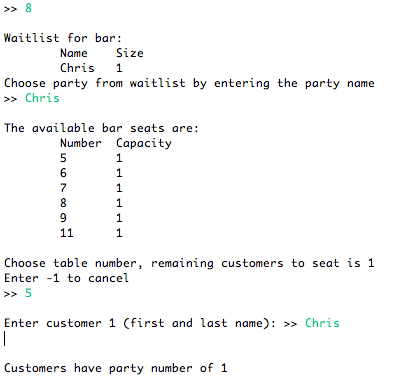 >> 8
Waitlist for bar:
Name Size
Chris 1
Choose party from waitlist by entering the party name
>> Chris
The available bar seats are:
Number Capacity
5 1
6 1
7 1
8 1
9 1
11 1
Choose table number, remaining customers to seat is 1
Enter -1 to cancel
>> 5
Enter customer 1 (first and last name): >> Chris
Customers have party number of 1